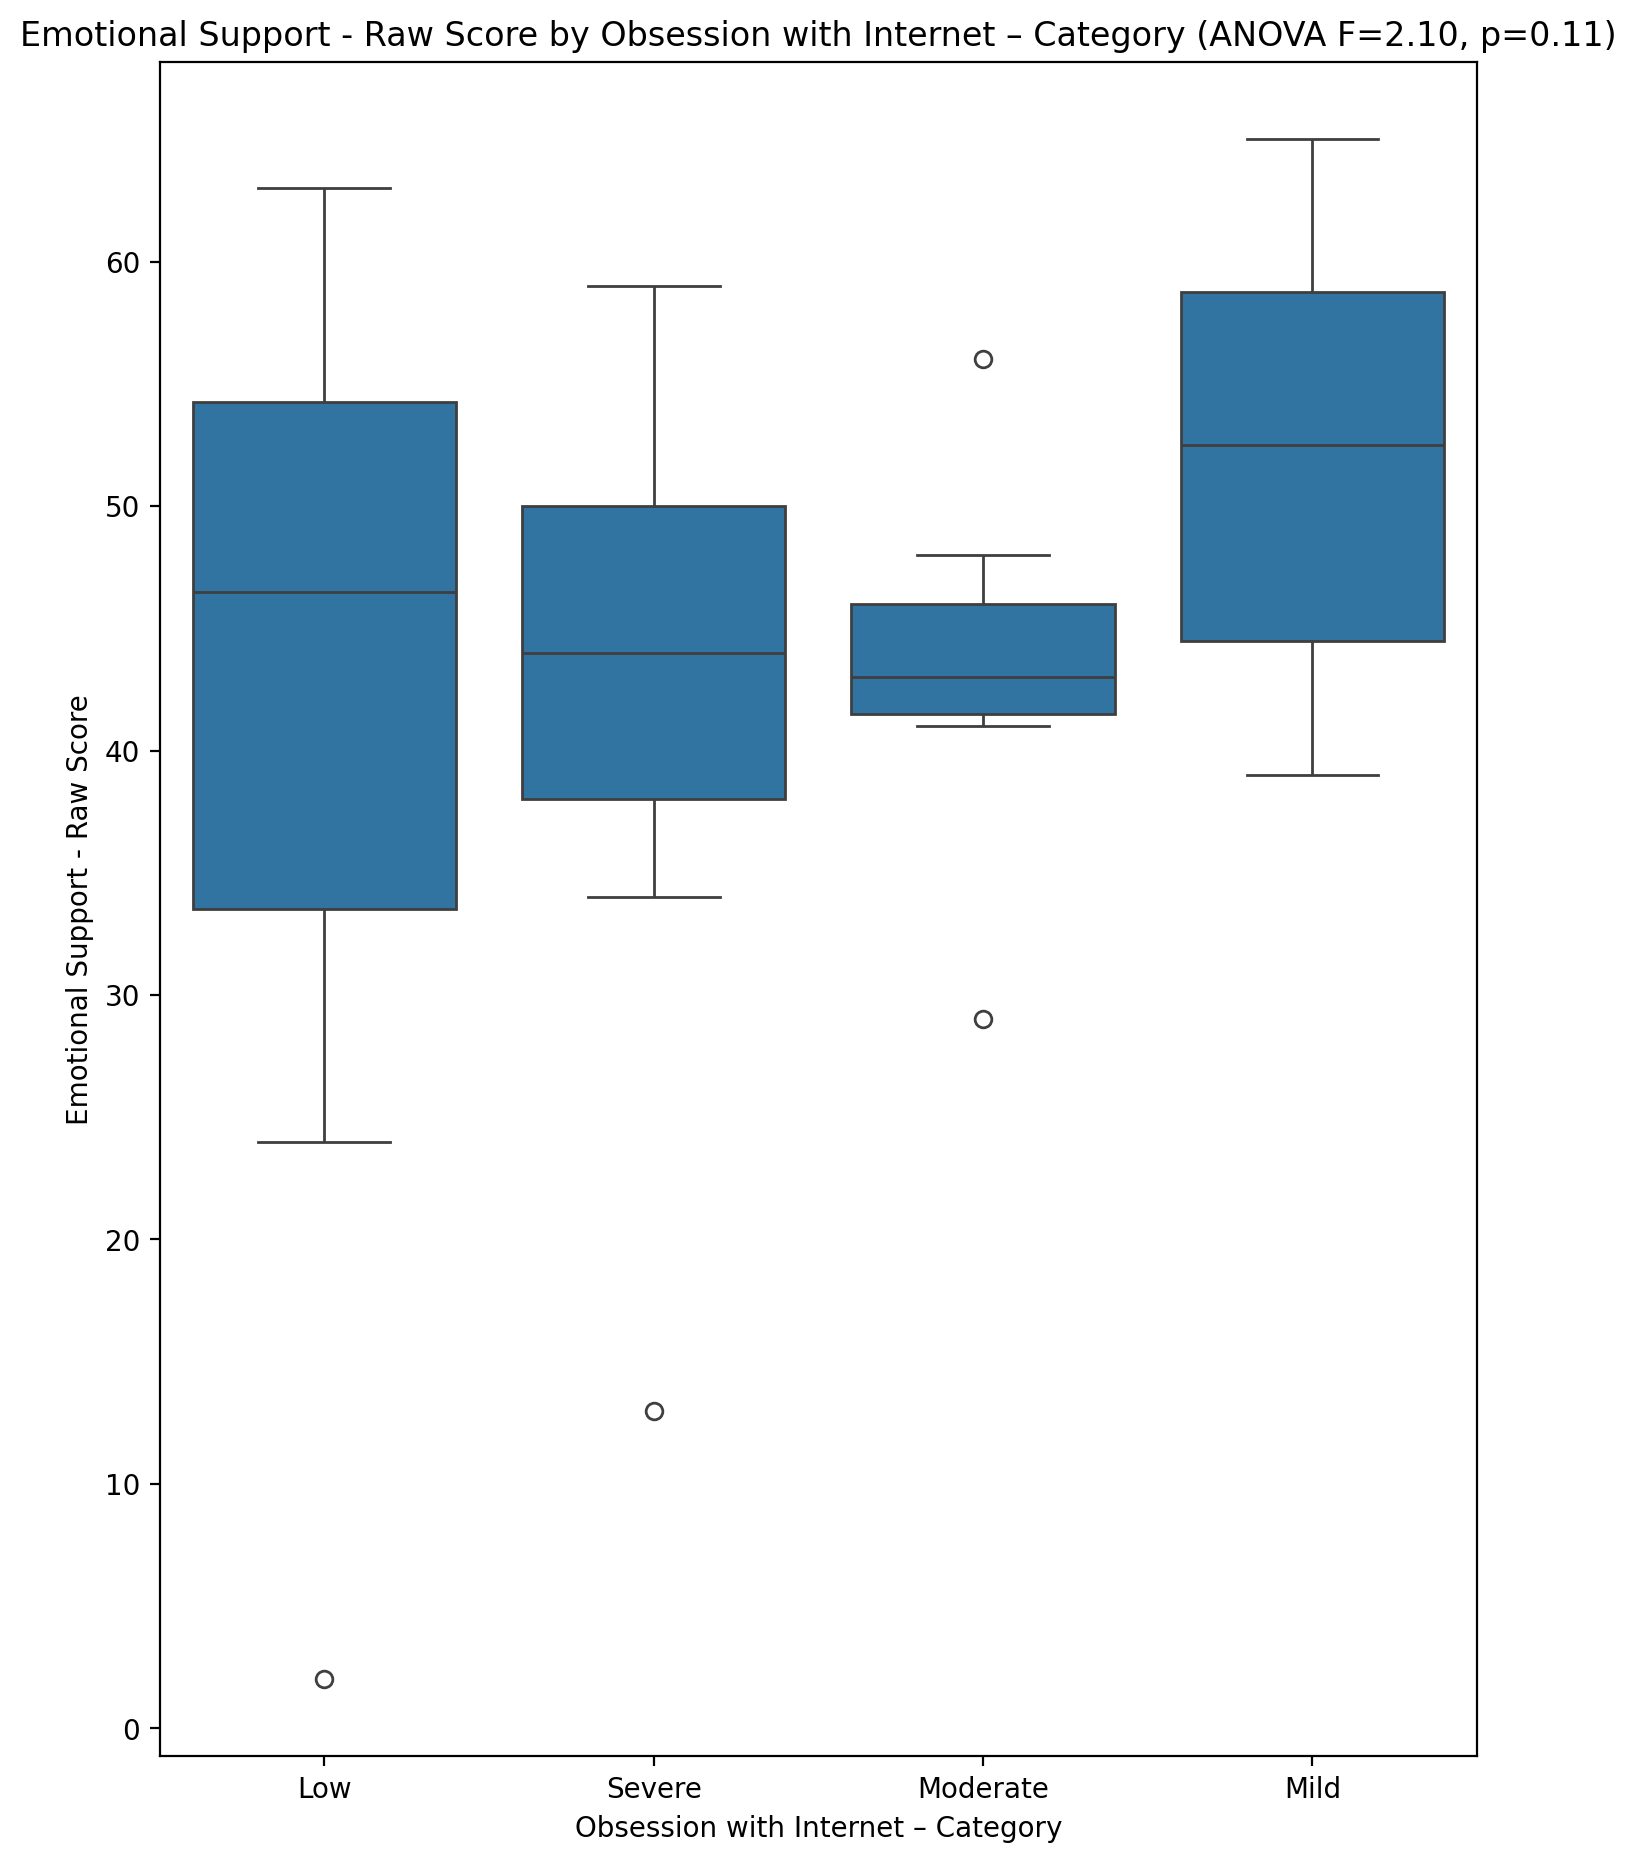 Emotional Support - Raw Score by Obsession with Internet – Category (ANOVA F=2.10, p=0.11)
Emotional Support - Raw Score
60
50
40
30
20
10
0
Low Severe Moderate Mild
Obsession with Internet – Category